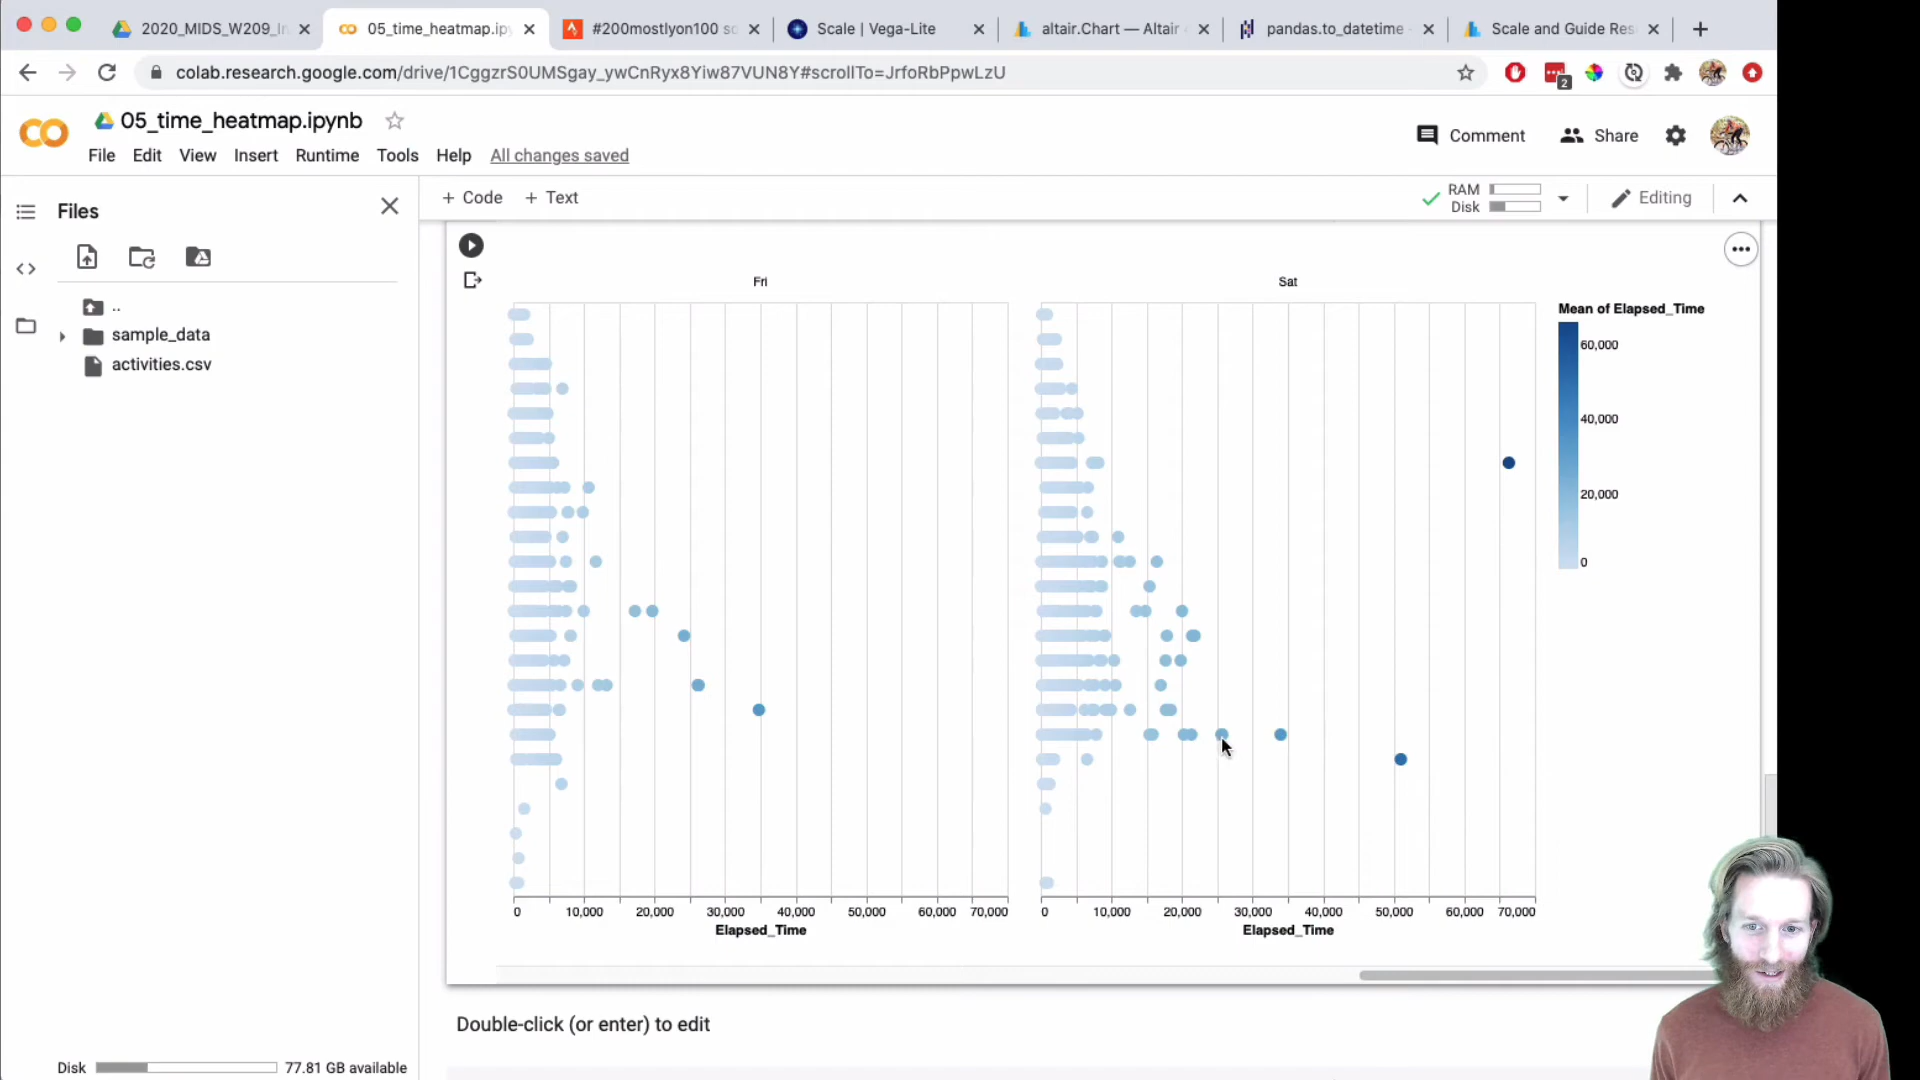 2020_MIDS_W209_In
05_time_heatmap.ipy
#200mostlyon100 so
Scale | Vega-Lite
altair.Chart — Altair
pandas.to_datetime
Scale and Guide Res
colab.research.google.com/drive/1CggzrS0UMSgay_ywCnRyx8Yiw87VUN8Y#scrollTo=JrfoRbPpwLzU
2
CO
05_time_heatmap.ipynb
File Edit View Insert Runtime Tools Help All changes saved
Comment
Share
Files
+ Code + Text
RAM
Disk
Editing
..
sample_data
activities.csv
Fri
Sat
Mean of Elapsed_Time
60,000
40,000
20,000
0
0 10,000 20,000 30,000 40,000 50,000 60,000 70,000
Elapsed_Time
0 10,000 20,000 30,000 40,000 50,000 60,000 70,000
Elapsed_Time
Double-click (or enter) to edit
Disk 77.81 GB available